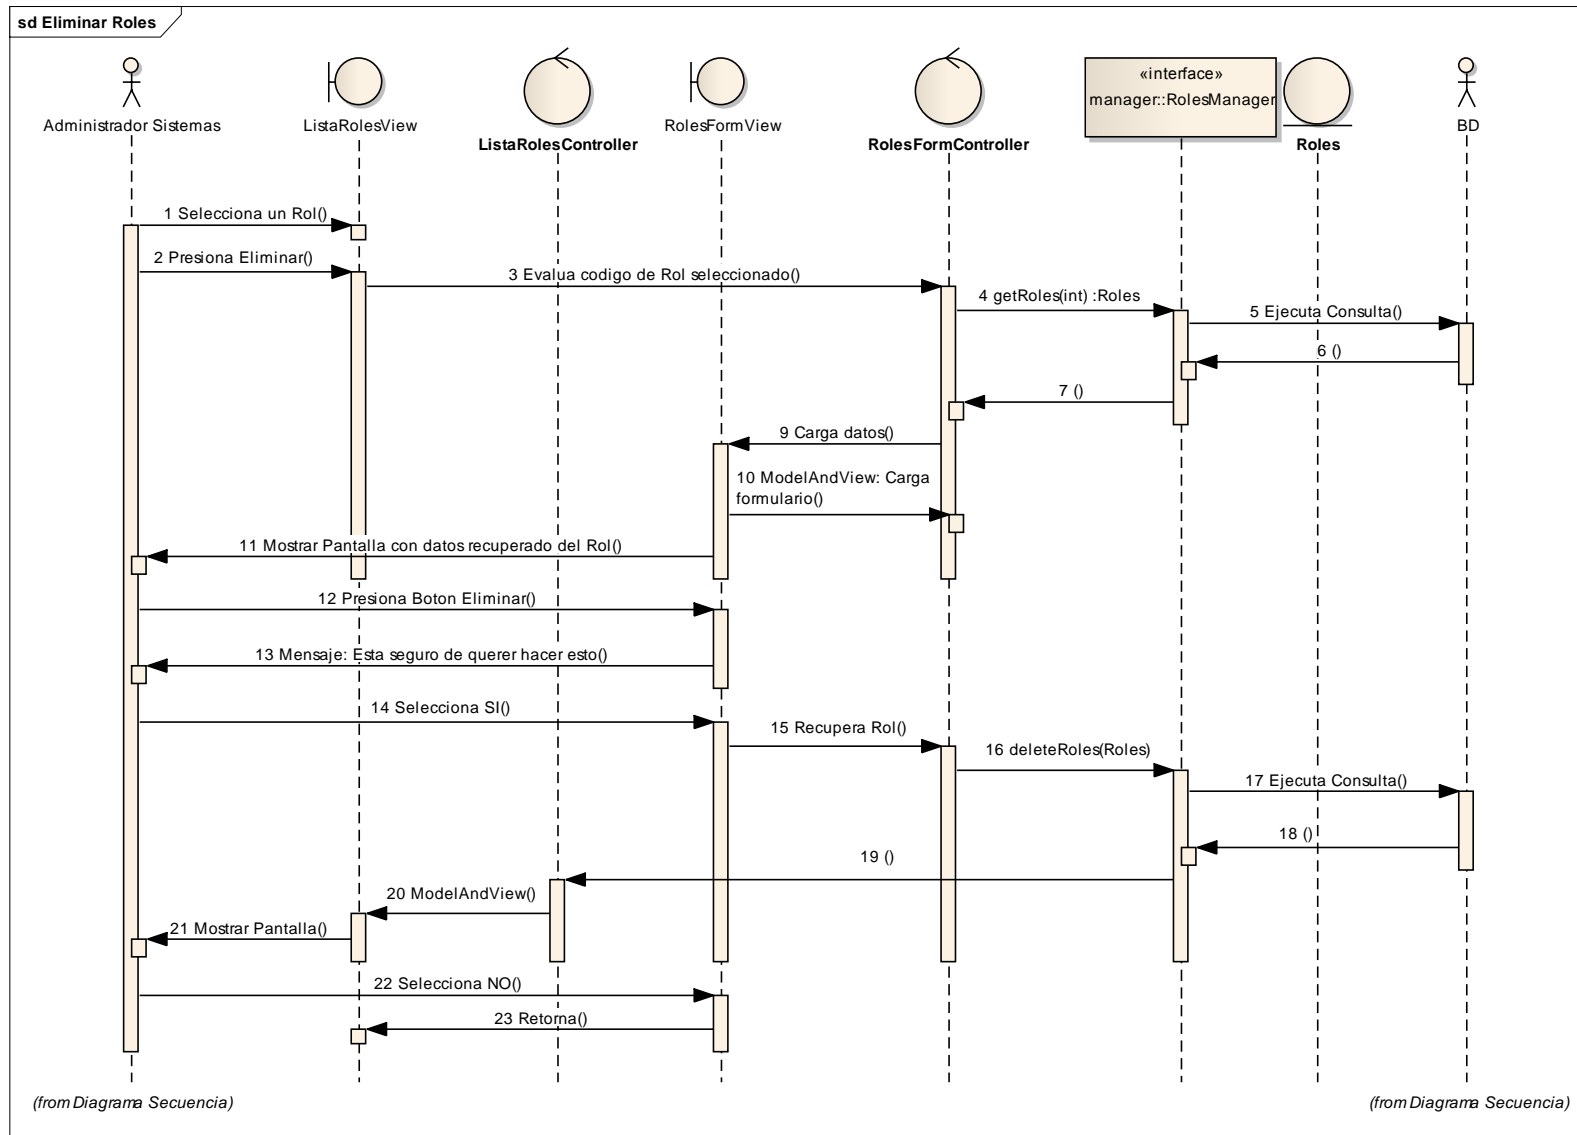 sd Eliminar Roles
Administrador Sistemas
ListaRolesView
ListaRolesController
RolesFormView
RolesFormController
«interface»
manager::RolesManager
Roles
BD
1 Selecciona un Rol()
2 Presiona Eliminar()
3 Evalua codigo de Rol seleccionado()
4 getRoles(int) :Roles
5 Ejecuta Consulta()
6 ()
7 ()
9 Carga datos()
10 ModelAndView: Carga
formulario()
11 Mostrar Pantalla con datos recuperado del Rol()
12 Presiona Boton Eliminar()
13 Mensaje: Esta seguro de querer hacer esto()
14 Selecciona SI()
15 Recupera Rol()
16 deleteRoles(Roles)
17 Ejecuta Consulta()
18 ()
19 ()
20 ModelAndView()
21 Mostrar Pantalla()
22 Selecciona NO()
23 Retorna()
(from Diagrama Secuencia)
(from Diagrama Secuencia)